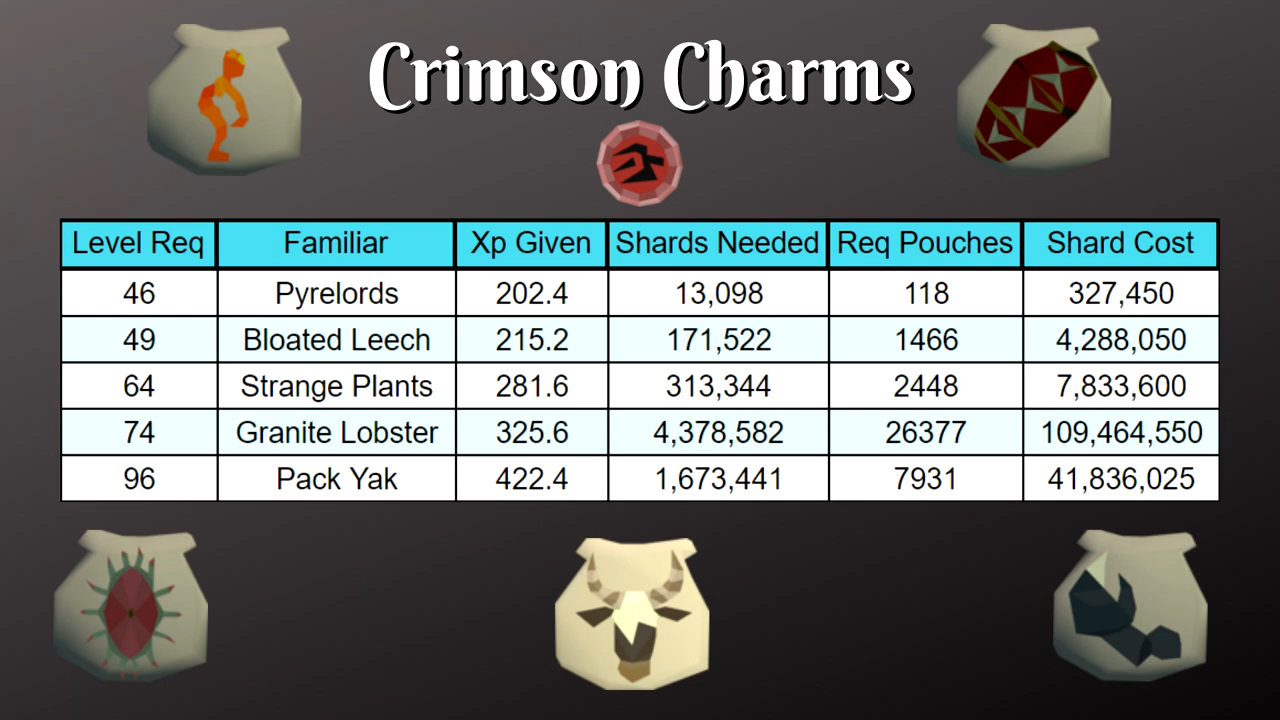 Crimson Charms
Level Req Familiar Xp Given Shards Needed Req Pouches Shard Cost
46 Pyrelords 202.4 13,098 118 327,450
49 Bloated Leech 215.2 171,522 1466 4,288,050
64 Strange Plants 281.6 313,344 2448 7,833,600
74 Granite Lobster 325.6 4,378,582 26377 109,464,550
96 Pack Yak 422.4 1,673,441 7931 41,836,025